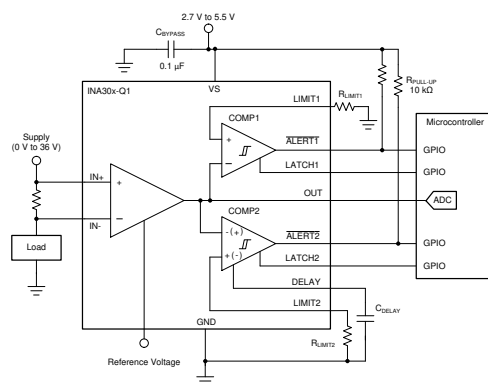 2.7 V to 5.5 V
CBYPASS
0.1 µF
VS
RPULL-UP
10 kΩ
INA30x-Q1
LIMIT1
RLIMIT1
COMP1
Microcontroller
Supply
(0 V to 36 V)
+
ALERT1
GPIO
−
LATCH1
GPIO
IN+
+
OUT
ADC
IN-
−
COMP2
-(+)
ALERT2
GPIO
Load
+(-)
LATCH2
GPIO
DELAY
CDELAY
LIMIT2
GND
RLIMIT2
Reference Voltage